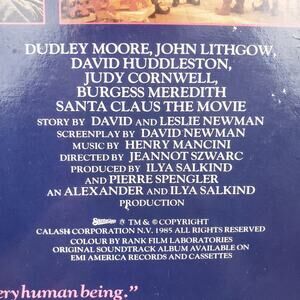 DUDLEY MOORE, JOHN LITHGOW,
DAVID HUDDLESTON,
JUDY CORNWELL,
BURGESS MEREDITH
SANTA CLAUS THE MOVIE
STORY BY DAVID AND LESLIE NEWMAN
SCREENPLAY BY DAVID NEWMAN
MUSIC BY HENRY MANCINI
DIRECTED BY JEANNOT SZWARC
PRODUCED BY ILYA SALKIND
AND PIERRE SPENGLER
AN ALEXANDER AND ILYA SALKIND
PRODUCTION
TM & © COPYRIGHT
CALASH CORPORATION N.V. 1985 ALL RIGHTS RESERVED
COLOUR BY RANK FILM LABORATORIES
ORIGINAL SOUNDTRACK ALBUM AVAILABLE ON
EMI AMERICA RECORDS AND CASSETTES
ery human being."